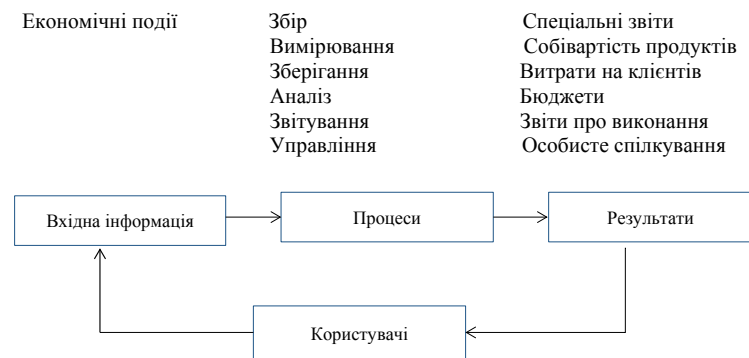 Економічні події
Збір
Вимірювання
Зберігання
Аналіз
Звітування
Управління
Спеціальні звіти
Собівартість продуктів
Витрати на клієнтів
Бюджети
Звіти про виконання
Особисте спілкування
Вхідна інформація
Процеси
Результати
Користувачі